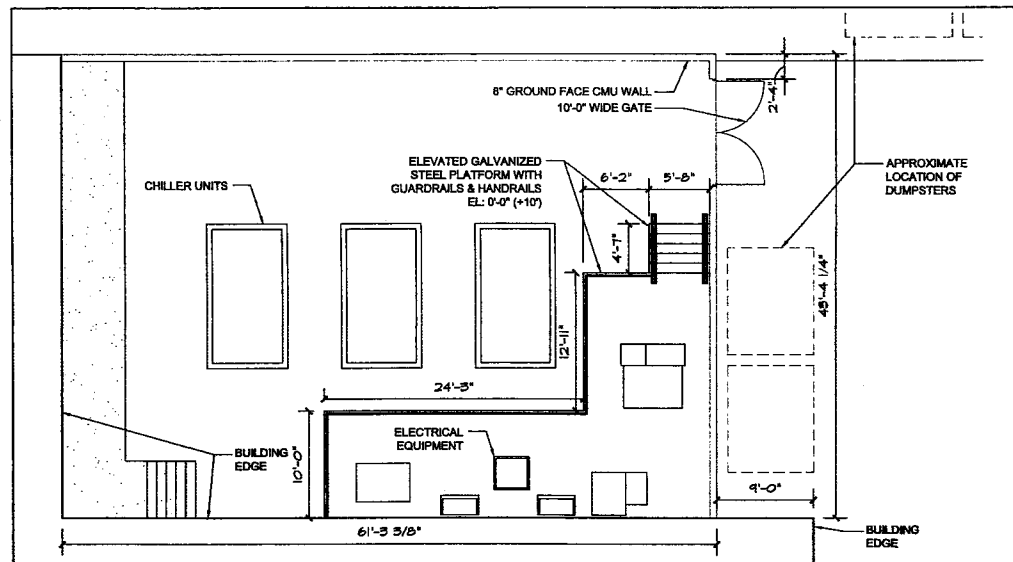 8" GROUND FACE CMU WALL
10'-0" WIDE GATE
2'-4"
ELEVATED GALVANIZED
STEEL PLATFORM WITH
GUARDRAILS & HANDRAILS
EL: 0'-0" (+10')
6'-2"
5'-8"
APPROXIMATE
LOCATION OF
DUMPSTERS
CHILLER UNITS
4'-7"
45'-4 1/4"
12'-11"
24'-3"
ELECTRICAL
EQUIPMENT
BUILDING
EDGE
10'-0"
9'-0"
61'-3 3/8"
BUILDING
EDGE